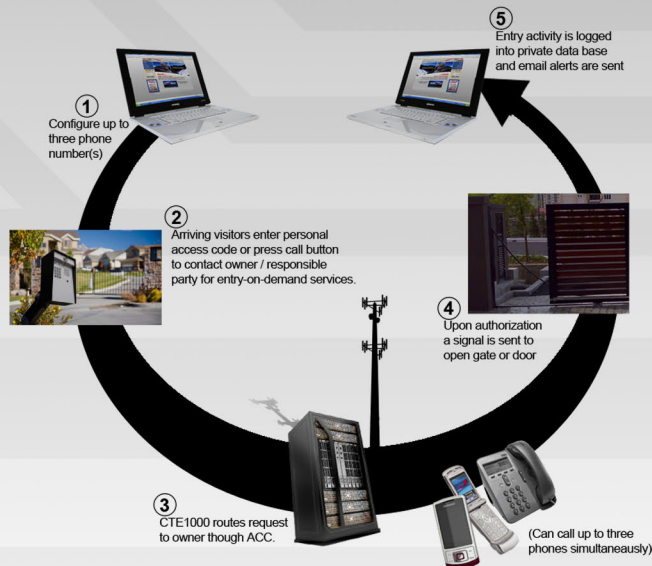 1
Configure up to
three phone
number(s)
2
Arriving visitors enter personal
access code or press call button
to contact owner / responsible
party for entry-on-demand services.
3
CTE1000 routes request
to owner though ACC.
(Can call up to three
phones simultaneausly)
4
Upon authorization
a signal is sent to
open gate or door
5
Entry activity is logged
into private data base
and email alerts are sent